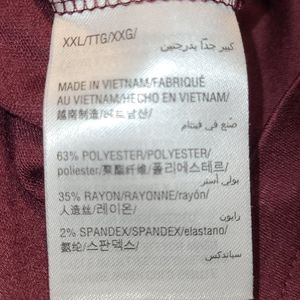 XXL/TTG/XXG/
كبير جدًا بدرجتين
MADE IN VIETNAM/FABRIQUÉ
AU VIETNAM/HECHO EN VIETNAM/
越南制造/베트남산/
صنع في فيتنام
63% POLYESTER/POLYESTER/
poliester/聚酯纤维/폴리에스테르/
بولي أستر
35% RAYON/RAYONNE/rayón/
人造丝/레이온/
رايون
2% SPANDEX/SPANDEX/elastano/
氨纶/스판덱스/
سباندكس